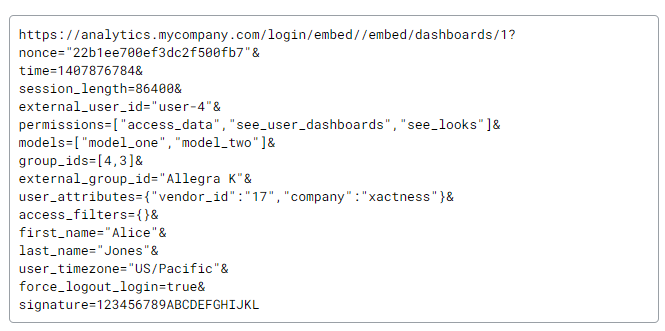 https://analytics.mycompany.com/login/embed//embed/dashboards/1?
nonce="22b1ee700ef3dc2f500fb7"&
time=1407876784&
session_length=86400&
external_user_id="user-4"&
permissions=["access_data","see_user_dashboards","see_looks"]&
models=["model_one","model_two"]&
group_ids=[4,3]&
external_group_id="Allegra K"&
user_attributes={"vendor_id":"17","company":"xactness"}&
access_filters={}&
first_name="Alice"&
last_name="Jones"&
user_timezone="US/Pacific"&
force_logout_login=true&
signature=123456789ABCDEFGHIJKL